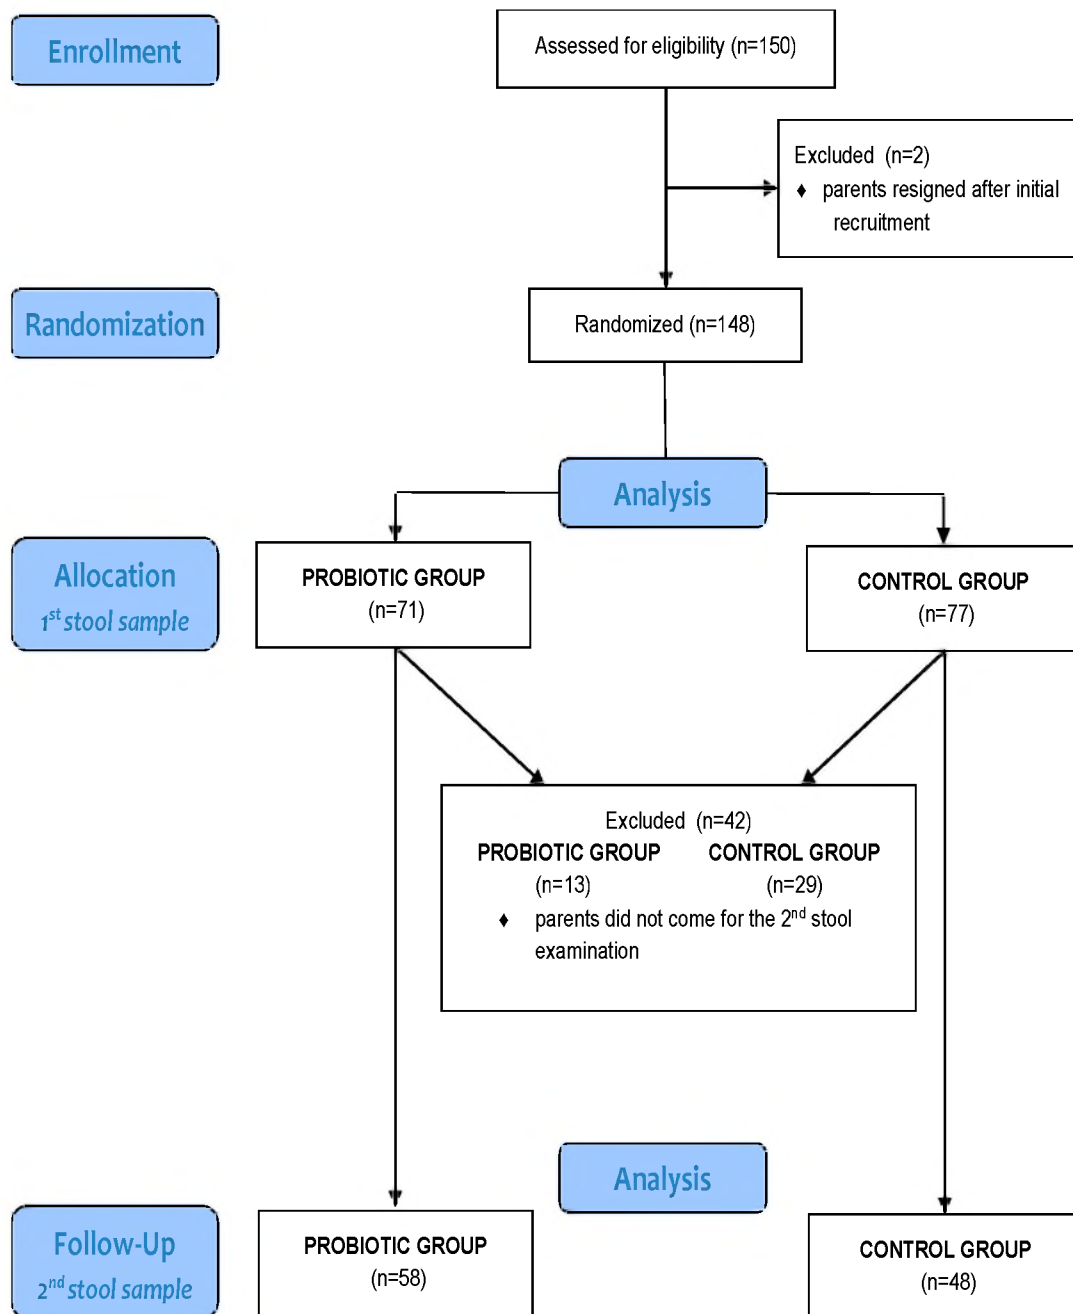 Enrollment
Assessed for eligibility (n=150)
Excluded (n=2)
♦ parents resigned after initial
recruitment
Randomization
Randomized (n=148)
Analysis
Allocation
1st stool sample
PROBIOTIC GROUP
(n=71)
CONTROL GROUP
(n=77)
Excluded (n=42)
PROBIOTIC GROUP CONTROL GROUP
(n=13) (n=29)
♦ parents did not come for the 2nd stool
examination
Analysis
Follow-Up
2nd stool sample
PROBIOTIC GROUP
(n=58)
CONTROL GROUP
(n=48)